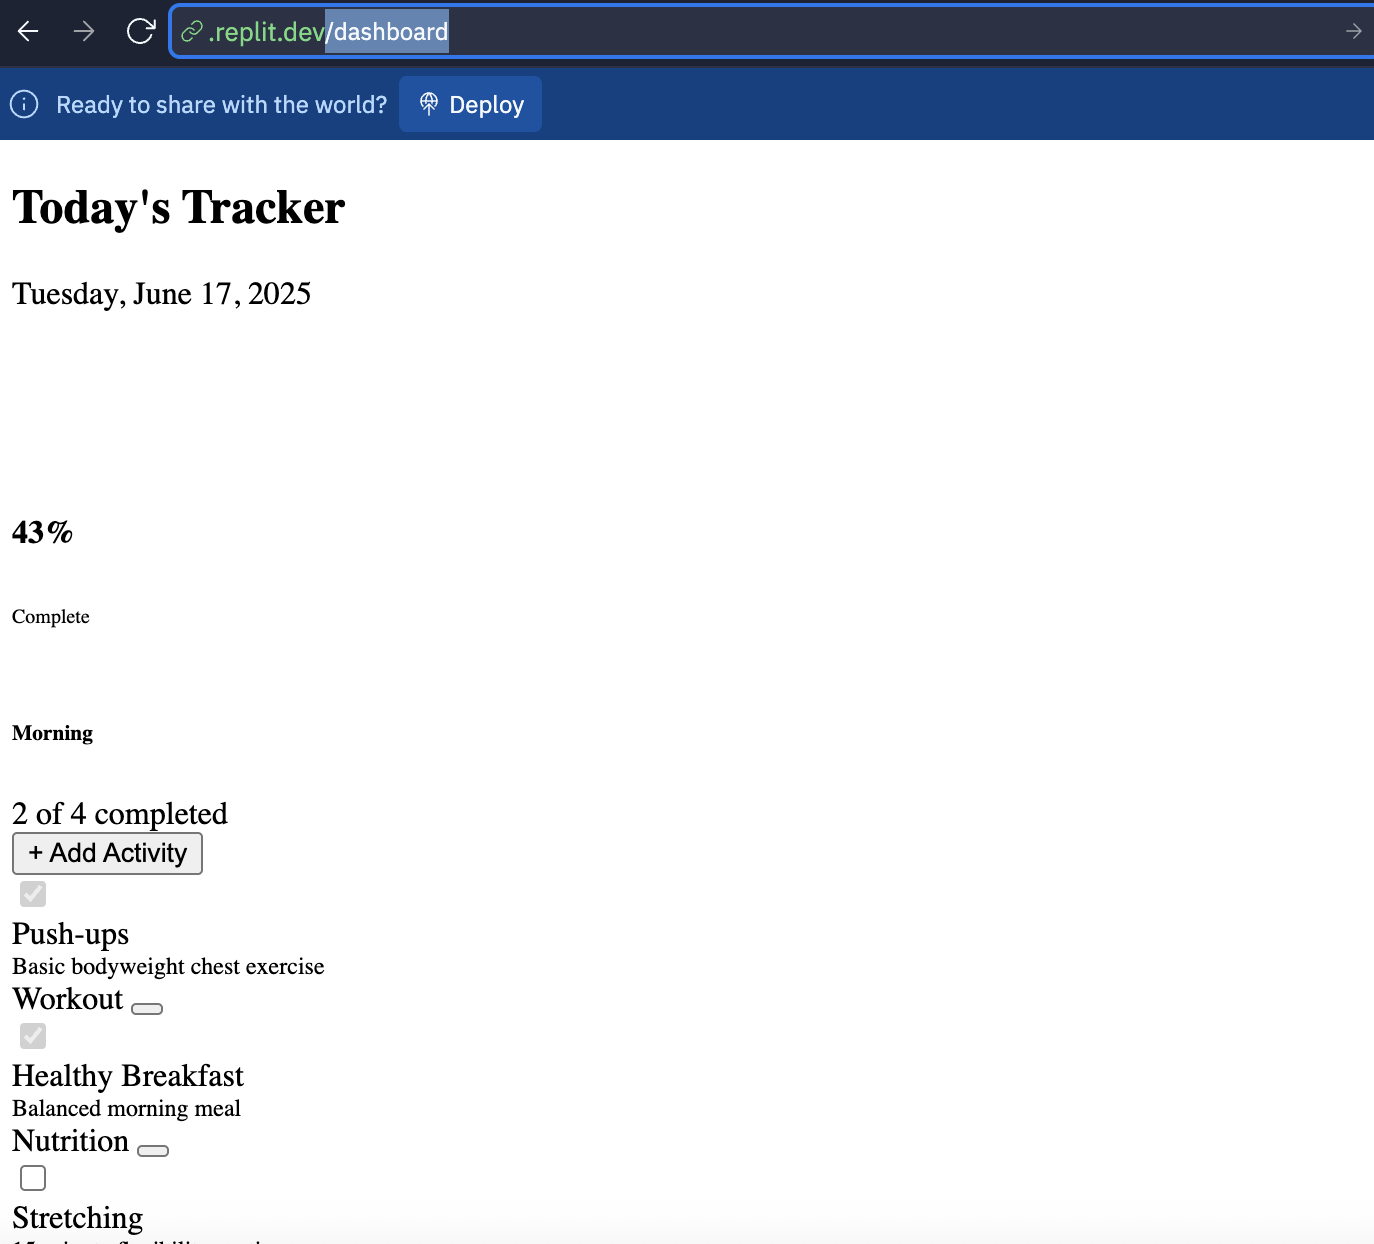 .replit.dev/dashboard
Ready to share with the world? Deploy
Today's Tracker
Tuesday, June 17, 2025
43%
Complete
Morning
2 of 4 completed
+ Add Activity
Push-ups
Basic bodyweight chest exercise
Workout
Healthy Breakfast
Balanced morning meal
Nutrition
Stretching